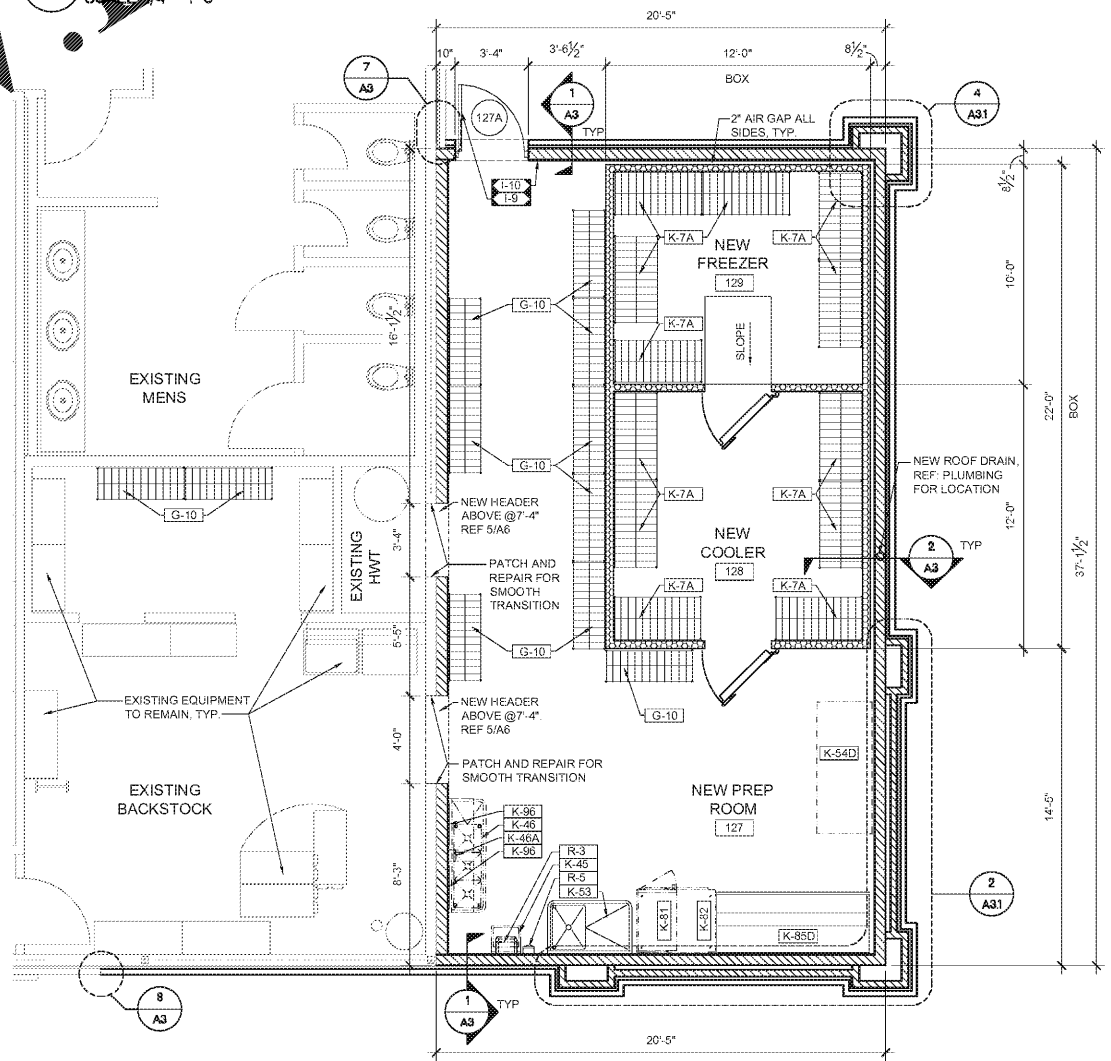 20'-5"
10"
3'-4"
3'-6½"
12'-0"
8½"
BOX
7
A3
127A
1
A3
TYP
2" AIR GAP ALL
SIDES, TYP.
4
A3.1
I-10
I-9
8½"
K-7A
K-7A
NEW
FREEZER
129
10'-0"
G-10
16'-1½"
K-7A
SLOPE
EXISTING
MENS
22'-0"
BOX
G-10
K-7A
K-7A
NEW ROOF DRAIN,
REF: PLUMBING
FOR LOCATION
G-10
NEW HEADER
ABOVE @7'-4"
REF 5/A6
3'-4"
EXISTING
HWT
NEW
COOLER
128
12'-0"
2
A3
TYP
37'-1½"
PATCH AND
REPAIR FOR
SMOOTH
TRANSITION
K-7A
K-7A
5'-5"
G-10
EXISTING EQUIPMENT
TO REMAIN, TYP.
NEW HEADER
ABOVE @7'-4".
REF 5/A6
G-10
4'-0"
K-54D
PATCH AND REPAIR FOR
SMOOTH TRANSITION
EXISTING
BACKSTOCK
NEW PREP
ROOM
127
14'-6"
K-96
K-46
K-46A
K-96
R-3
K-45
R-5
K-53
8'-3"
K-81
K-82
K-85D
2
A3.1
8
A3
1
A3
TYP
20'-5"